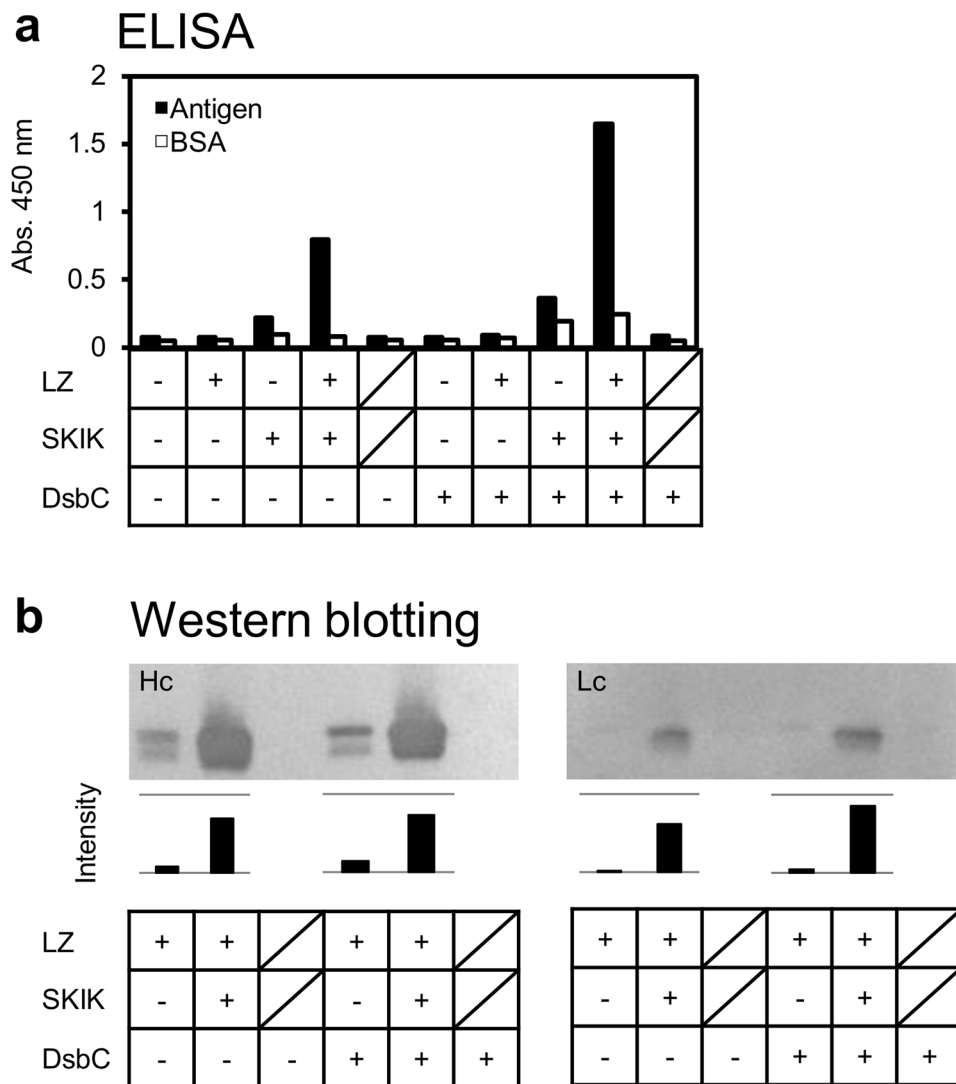 a ELISA
2
1.5
1
0.5
0
Abs. 450 nm
■Antigen
□BSA
LZ - + - + - + - +
SKIK - - + + - - + +
DsbC - - - - - + + + + +
b Western blotting
Hc
Lc
Intensity
LZ + + + +
SKIK - + - +
DsbC - - - + + +
+ + + +
- + - +
- - - + + +